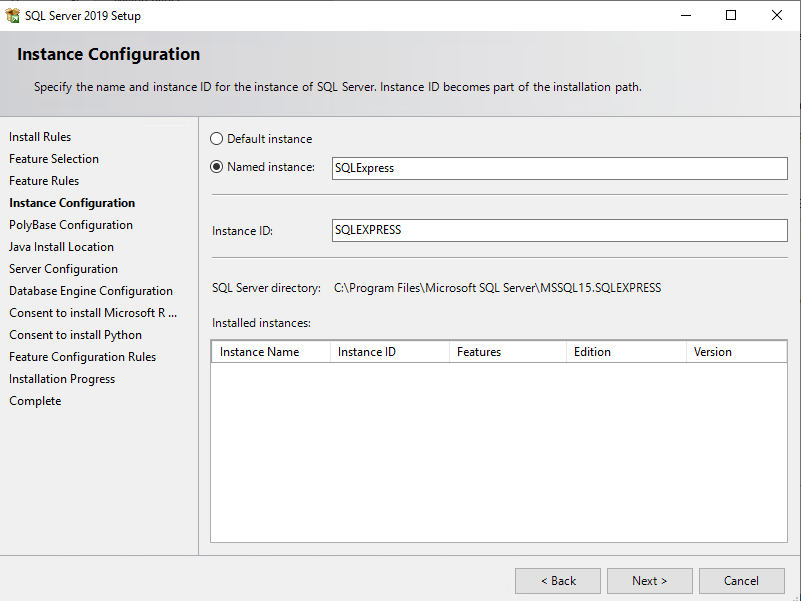 SQL Server 2019 Setup
Instance Configuration
Specify the name and instance ID for the instance of SQL Server. Instance ID becomes part of the installation path.
Install Rules
Feature Selection
Feature Rules
Instance Configuration
PolyBase Configuration
Java Install Location
Server Configuration
Database Engine Configuration
Consent to install Microsoft R ...
Consent to install Python
Feature Configuration Rules
Installation Progress
Complete
Default instance
Named instance: SQLExpress
Instance ID: SQLEXPRESS
SQL Server directory: C:\Program Files\Microsoft SQL Server\MSSQL15.SQLEXPRESS
Installed instances:
Instance Name Instance ID Features Edition Version
< Back Next > Cancel